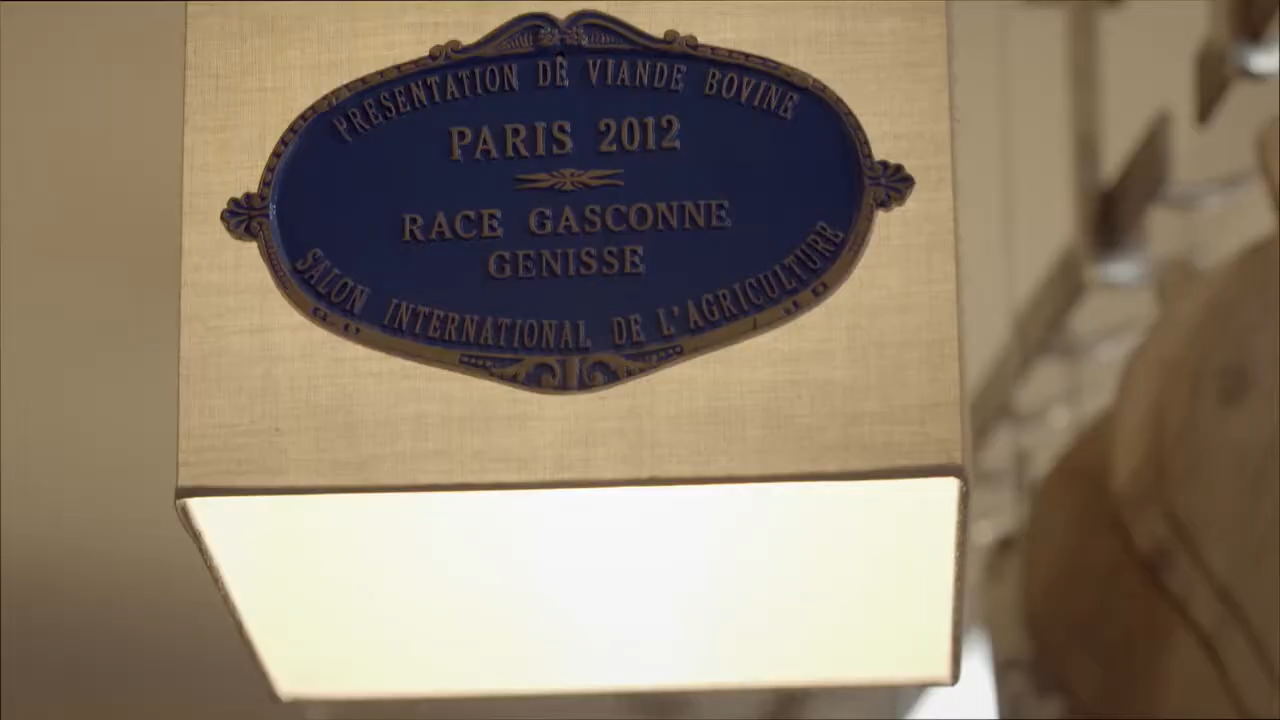 PRESENTATION DE VIANDE BOVINE
PARIS 2012
RACE GASCONNE
GENISSE
SALON INTERNATIONAL DE L'AGRICULTURE